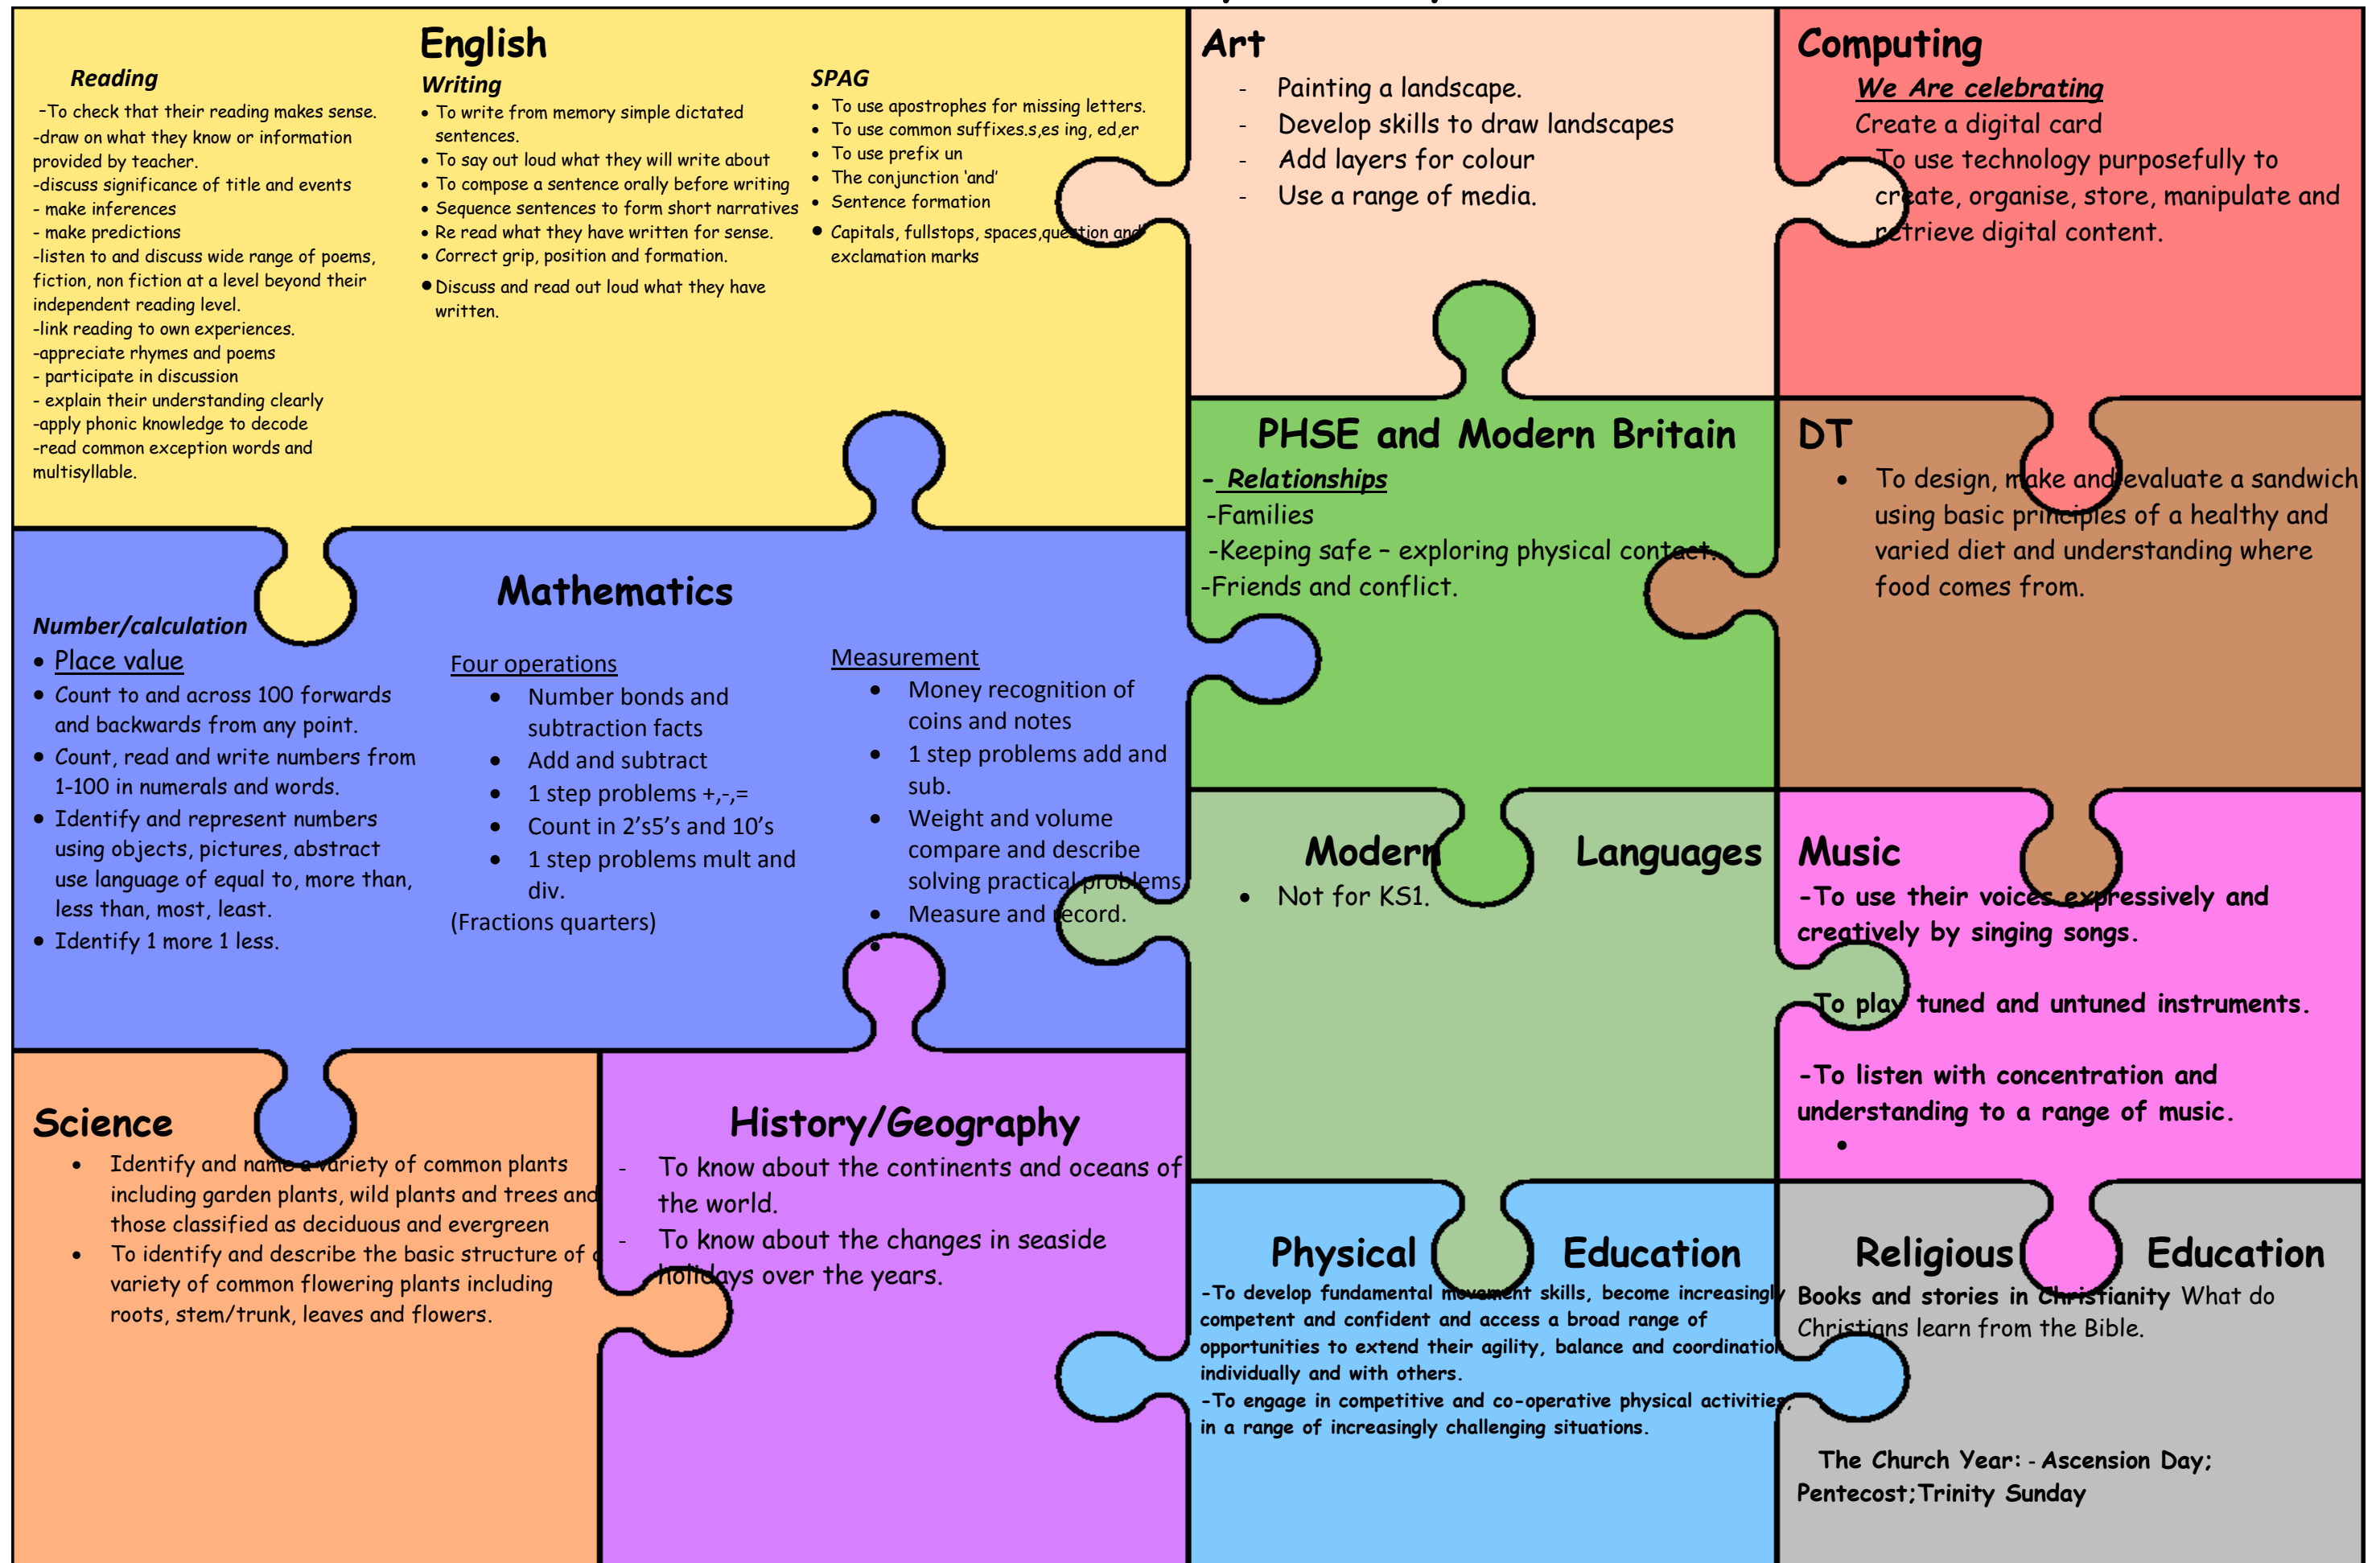 English
Reading
-To check that their reading makes sense.
-draw on what they know or information
provided by teacher.
-discuss significance of title and events
- make inferences
- make predictions
-listen to and discuss wide range of poems,
fiction, non fiction at a level beyond their
independent reading level.
-link reading to own experiences.
-appreciate rhymes and poems
- participate in discussion
- explain their understanding clearly
-apply phonic knowledge to decode
-read common exception words and
multisyllable.
Writing
• To write from memory simple dictated
sentences.
• To say out loud what they will write about
• To compose a sentence orally before writing
• Sequence sentences to form short narratives
• Re read what they have written for sense.
• Correct grip, position and formation.
• Discuss and read out loud what they have
written.
SPAG
• To use apostrophes for missing letters.
• To use common suffixes.s,es ing, ed,er
• To use prefix un
• The conjunction ‘and’
• Sentence formation
• Capitals, fullstops, spaces,question and
exclamation marks
Art
- Painting a landscape.
- Develop skills to draw landscapes
- Add layers for colour
- Use a range of media.
Computing
We Are celebrating
Create a digital card
• To use technology purposefully to
create, organise, store, manipulate and
retrieve digital content.
PHSE and Modern Britain
- Relationships
-Families
-Keeping safe – exploring physical contact.
-Friends and conflict.
DT
• To design, make and evaluate a sandwich
using basic principles of a healthy and
varied diet and understanding where
food comes from.
Mathematics
Number/calculation
• Place value
• Count to and across 100 forwards
and backwards from any point.
• Count, read and write numbers from
1-100 in numerals and words.
• Identify and represent numbers
using objects, pictures, abstract
use language of equal to, more than,
less than, most, least.
• Identify 1 more 1 less.
Four operations
• Number bonds and
subtraction facts
• Add and subtract
• 1 step problems +,-,=
• Count in 2’s5’s and 10’s
• 1 step problems mult and
div.
(Fractions quarters)
Measurement
• Money recognition of
coins and notes
• 1 step problems add and
sub.
• Weight and volume
compare and describe
solving practical problems
• Measure and record.
•
Modern Languages
• Not for KS1.
Music
-To use their voices expressively and
creatively by singing songs.
-To play tuned and untuned instruments.
-To listen with concentration and
understanding to a range of music.
•
Science
• Identify and name a variety of common plants
including garden plants, wild plants and trees and
those classified as deciduous and evergreen
• To identify and describe the basic structure of a
variety of common flowering plants including
roots, stem/trunk, leaves and flowers.
History/Geography
- To know about the continents and oceans of
the world.
- To know about the changes in seaside
holidays over the years.
Physical Education
-To develop fundamental movement skills, become increasingly
competent and confident and access a broad range of
opportunities to extend their agility, balance and coordination
individually and with others.
-To engage in competitive and co-operative physical activities,
in a range of increasingly challenging situations.
Religious Education
Books and stories in Christianity What do
Christians learn from the Bible.
The Church Year: - Ascension Day;
Pentecost;Trinity Sunday